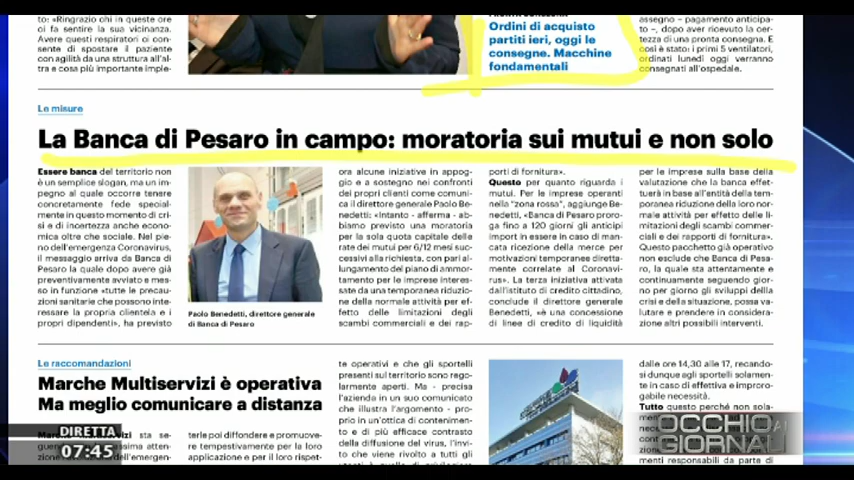 to: «Ringrazio chi in queste ore
ci fa sentire la sua vicinanza.
Avere questi respiratori ci con-
sente di spostare il paziente
con agilità da una struttura all'al-
tra e cosa più importante imple-
Ordini di acquisto
partiti ieri, oggi le
consegne. Macchine
fondamentali
assegno – pagamento anticipa-
to –, dopo aver ricevuto la cer-
tezza di una pronta consegna. E
così è stato: i primi 5 ventilatori,
ordinati lunedì oggi verranno
consegnati all'ospedale.
Le misure
La Banca di Pesaro in campo: moratoria sui mutui e non solo
Essere banca del territorio non
è un semplice slogan, ma un im-
pegno al quale occorre tenere
concretamente fede special-
mente in questo momento di cri-
si e di incertezza anche econo-
mica oltre che sociale. Nel pie-
no dell'emergenza Coronavirus,
il messaggio arriva da Banca di
Pesaro la quale dopo avere già
preventivamente avviato e mes-
so in funzione «tutte le precau-
zioni sanitarie che possono inte-
ressare la propria clientela e i
propri dipendenti», ha previsto
Paolo Benedetti, direttore generale
di Banca di Pesaro
ora alcune iniziative in appog-
gio e a sostegno nei confronti
dei propri clienti come comuni-
ca il direttore generale Paolo Be-
nedetti: «Intanto - afferma - ab-
biamo previsto una moratoria
per la sola quota capitale delle
rate dei mutui per 6/12 mesi suc-
cessivi alla richiesta, con pari al-
lungamento del piano di ammor-
tamento per le imprese interes-
sate da una temporanea riduzio-
ne della normale attività per ef-
fetto delle limitazioni degli
scambi commerciali e dei rap-
porti di fornitura».
Questo per quanto riguarda i
mutui. Per le imprese operanti
nella "zona rossa", aggiunge Be-
nedetti, «Banca di Pesaro proro-
ga fino a 120 giorni gli anticipi
import in essere in caso di man-
cata ricezione della merce per
motivazioni temporanee diretta-
mente correlate al Coronavi-
rus». La terza iniziativa attivata
dall'istituto di credito cittadino,
conclude il direttore generale
Benedetti, «è una concessione
di linee di credito di liquidità
per le imprese sulla base della
valutazione che la banca effet-
tuerà in base all'entità della tem-
poranea riduzione della loro nor-
male attività per effetto delle li-
mitazioni degli scambi commer-
ciali e dei rapporti di fornitura».
Questo pacchetto già operativo
non esclude che Banca di Pesa-
ro, la quale sta attentamente e
continuamente seguendo gior-
no per giorno gli sviluppi della
crisi e della situazione, possa va-
lutare e prendere in considera-
zione altri possibili interventi.
Le raccomandazioni
Marche Multiservizi è operativa
Ma meglio comunicare a distanza
terle poi diffondere e promuove-
re tempestivamente per la loro
applicazione e per il loro rispet-
te operativi e che gli sportelli
presenti sul territorio sono rego-
larmente aperti. Ma - precisa
l'azienda in un suo comunicato
che illustra l'argomento - pro-
prio in un'ottica di contenimen-
to e di più efficace contrasto
della diffusione del virus, l'invi-
to che viene rivolto a tutti gli
dalle ore 14,30 alle 17, recando-
si dunque agli sportelli solamen-
te in caso di effettiva e improro-
gabile necessità.
Tutto questo perché non sola-
menti responsabili da parte di
DIRETTA
07:45
OCCHIO AI
GIORNALI